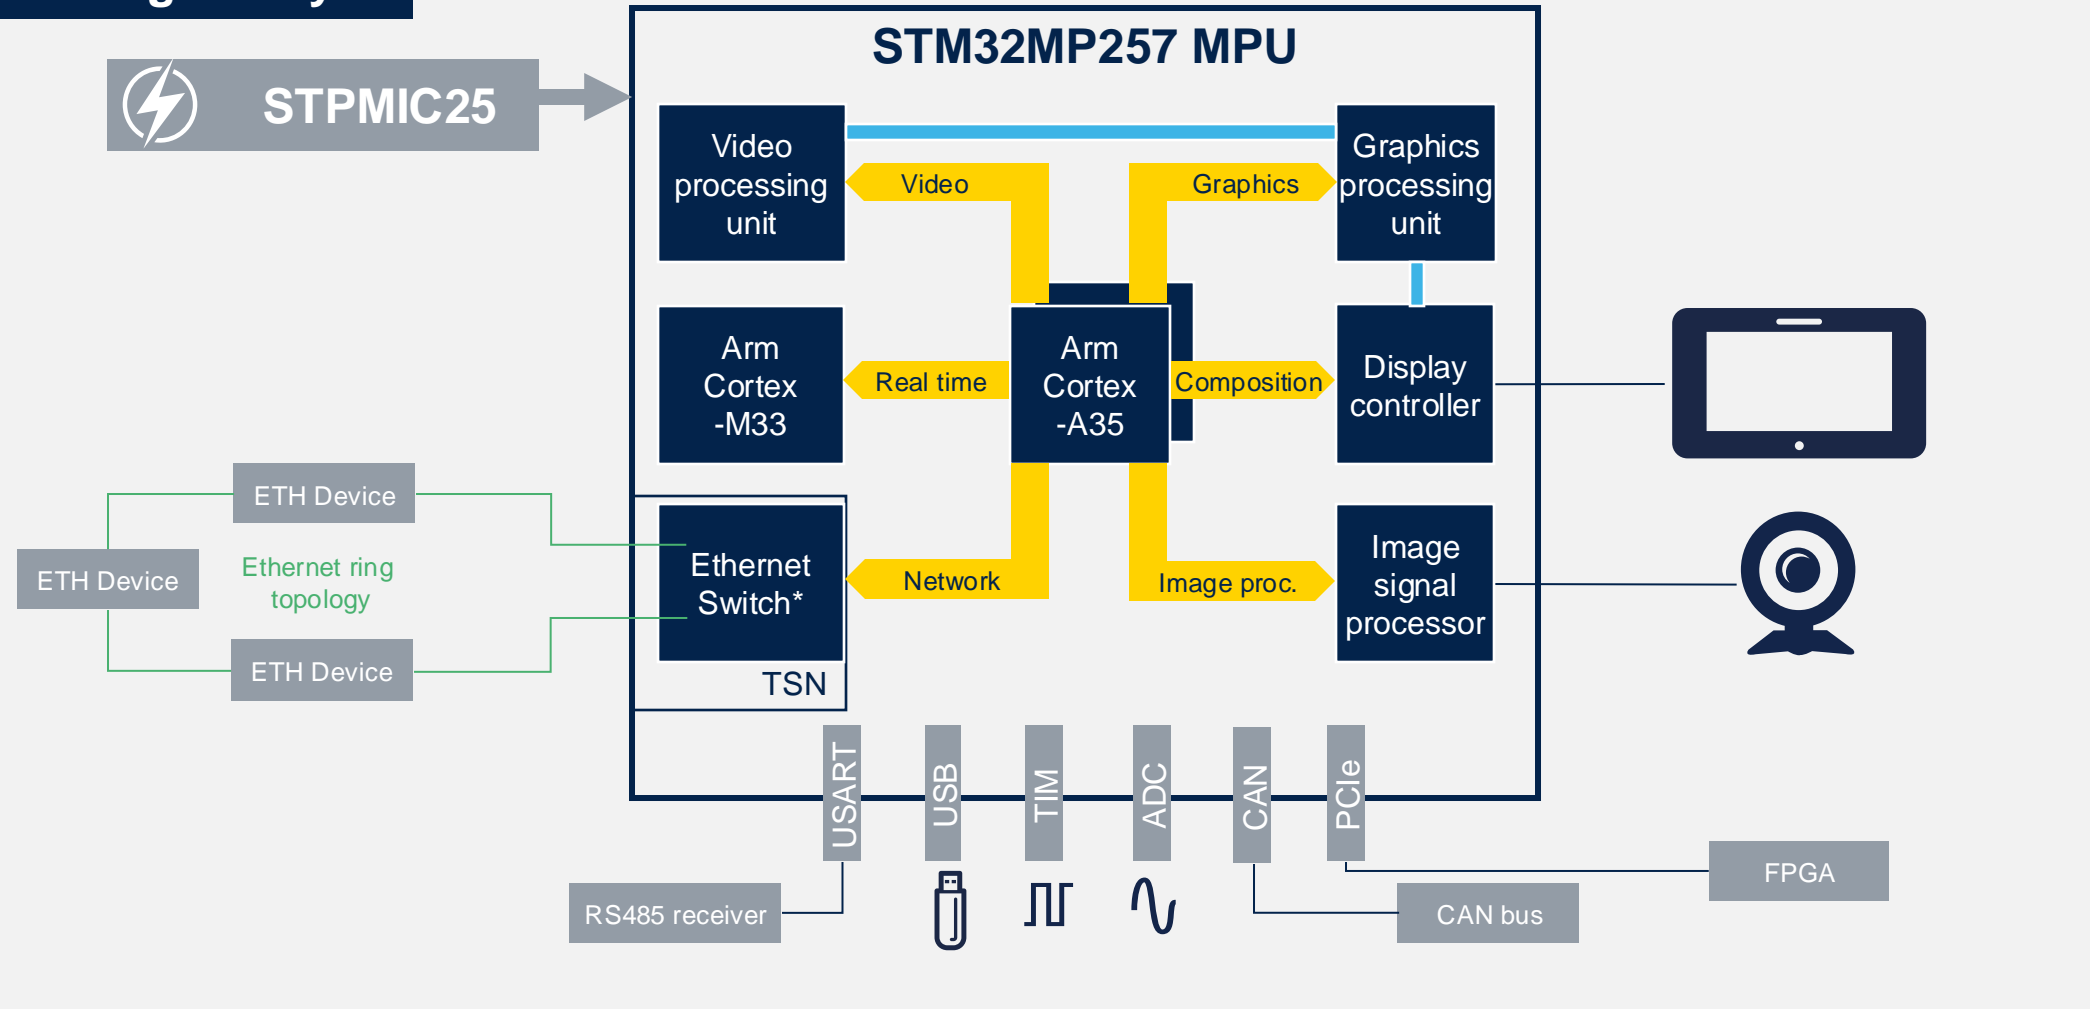 STM32MP257 MPU
STPMIC25
Video
processing
unit
Graphics
processing
unit
Video
Graphics
Arm
Cortex
-M33
Real time
Arm
Cortex
-A35
Composition
Display
controller
ETH Device
ETH Device
ETH Device
Ethernet ring
topology
Ethernet
Switch*
TSN
Network
Image proc.
Image
signal
processor
USART
USB
TIM
ADC
CAN
PCIe
RS485 receiver
CAN bus
FPGA